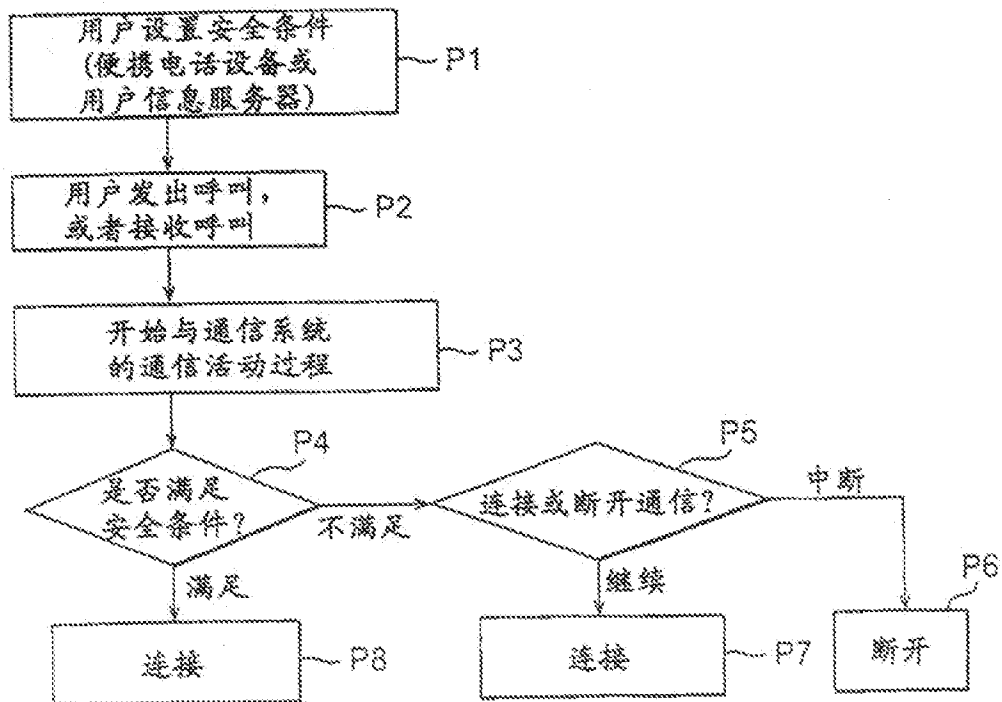 用户设置安全条件
(便携电话设备或
用户信息服务器)
P1
用户发出呼叫，
或者接收呼叫
P2
开始与通信系统
的通信活动过程
P3
P4
是否满足
安全条件?
不满足
P5
连接或断开通信?
中断
满足
继续
P6
连接
P8
连接
P7
断开